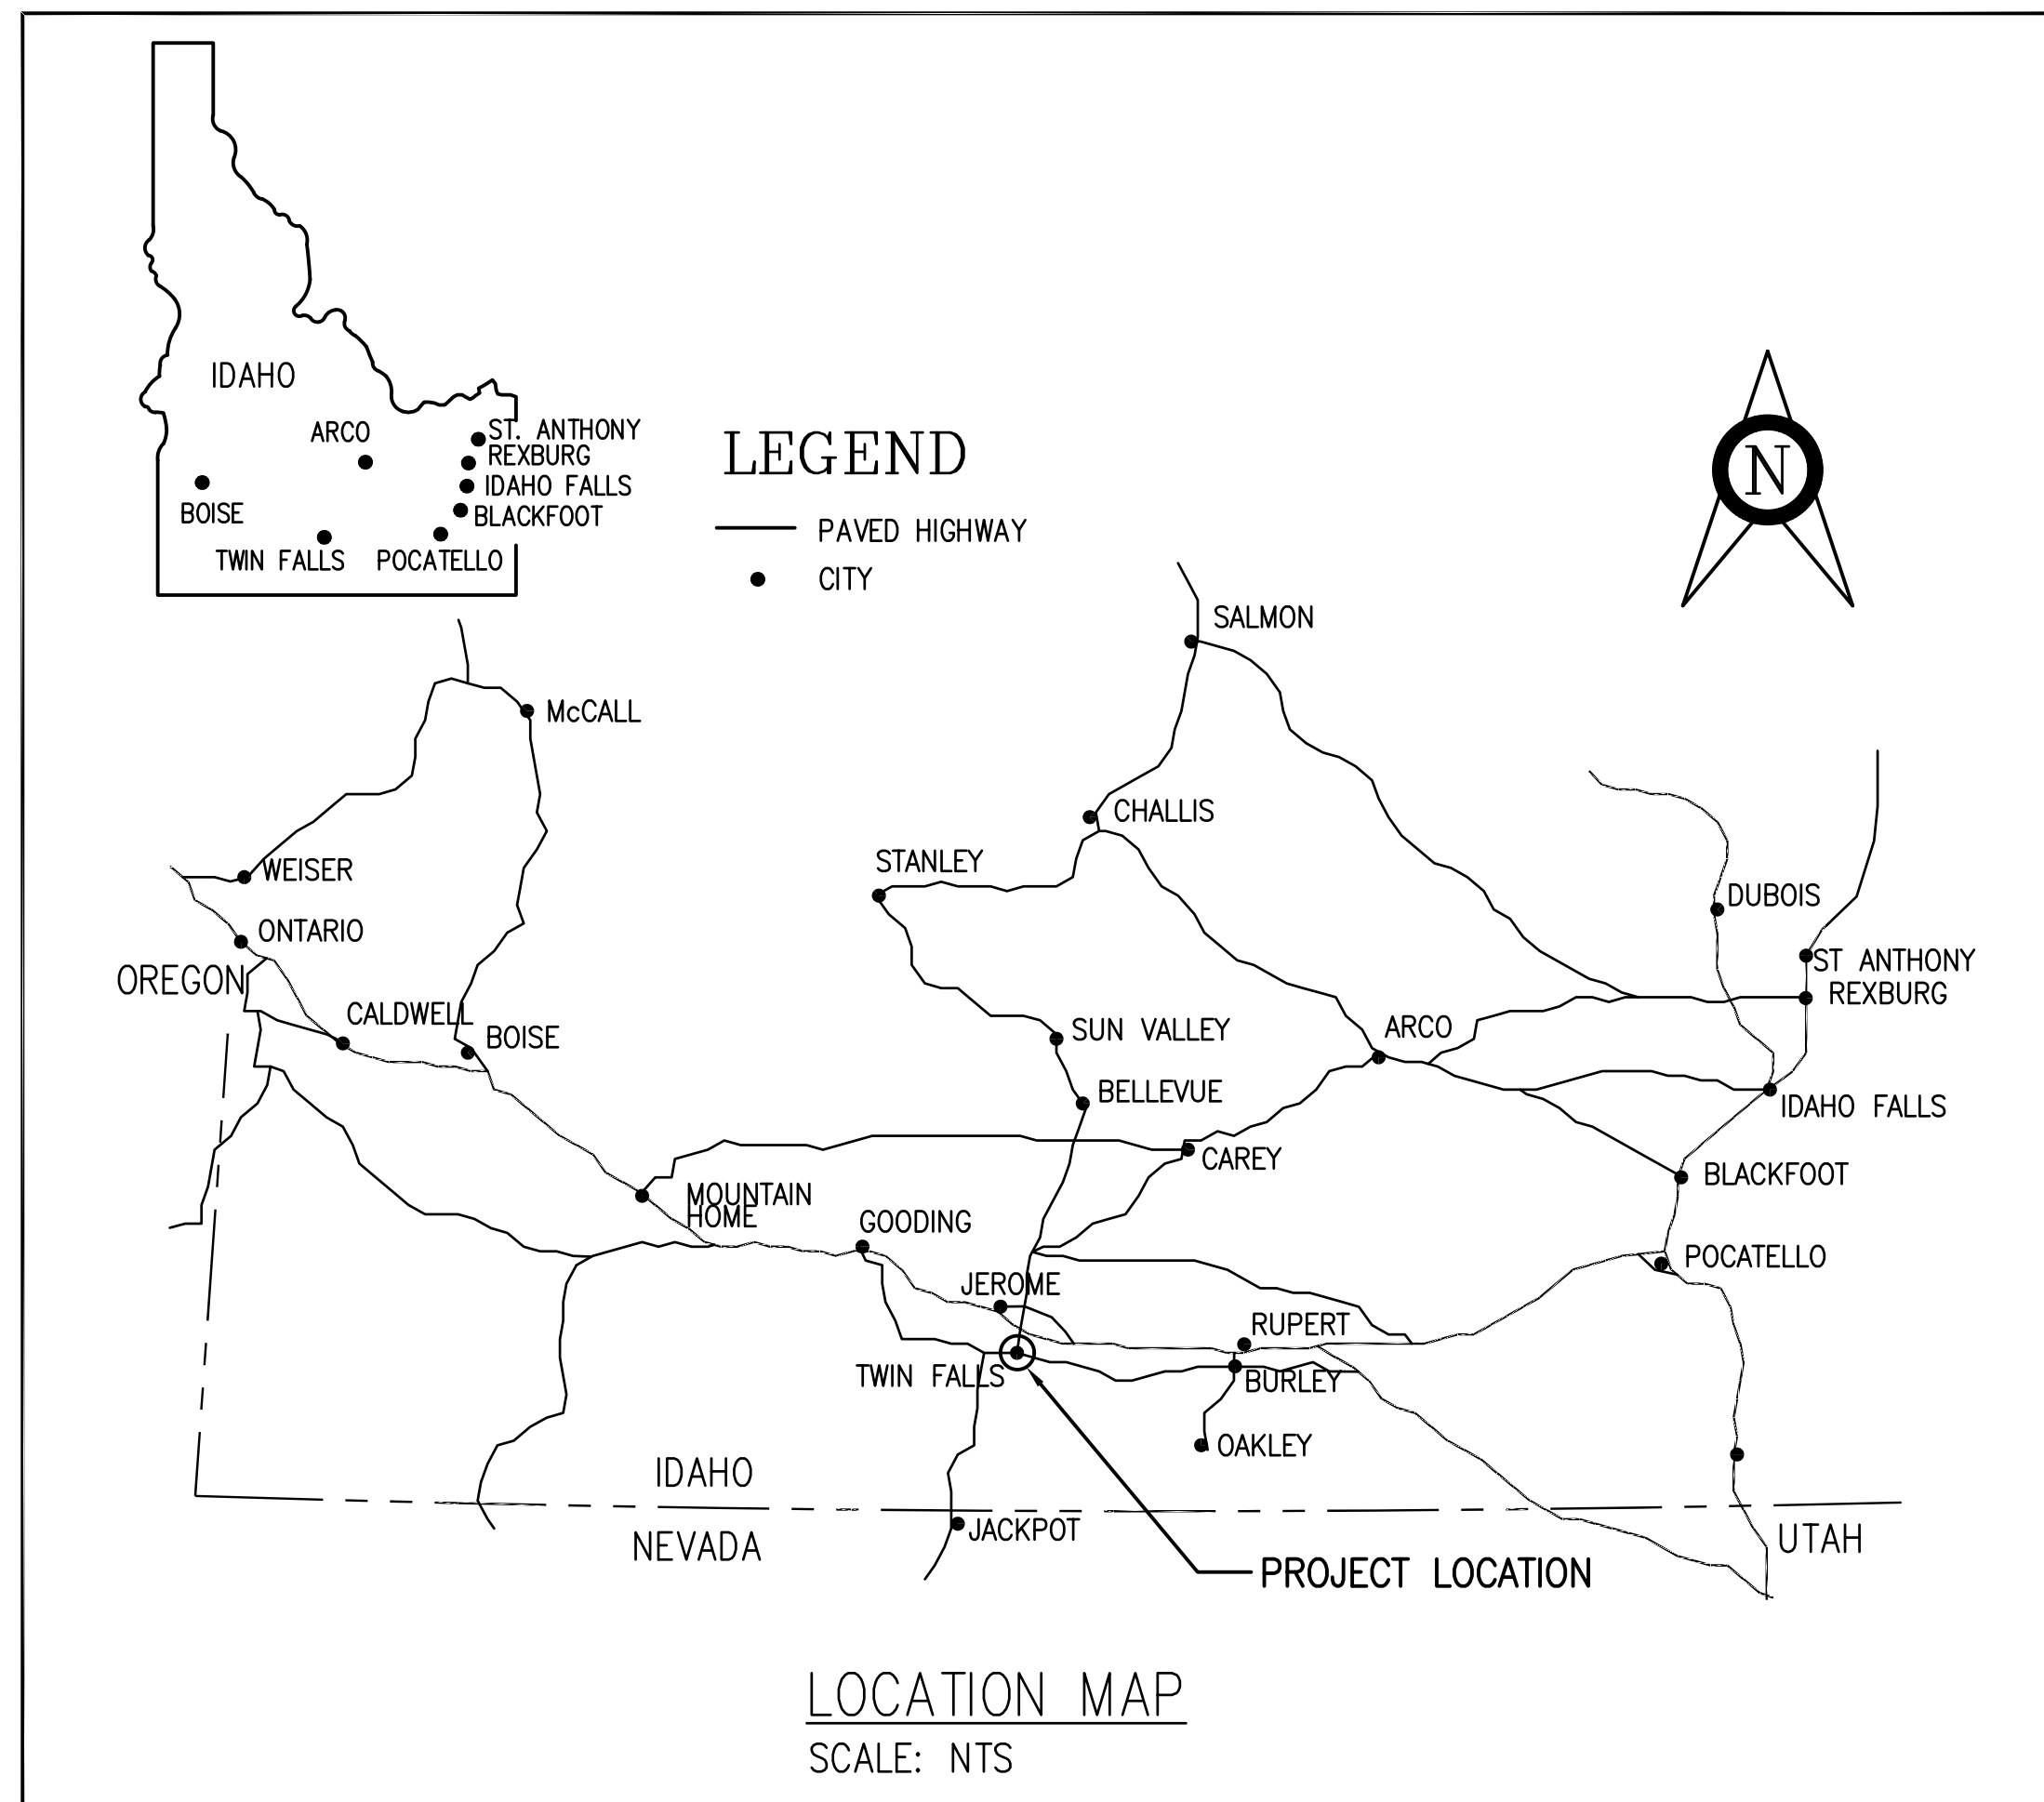 IDAHO
ARCO
ST. ANTHONY
REXBURG
IDAHO FALLS
BLACKFOOT
BOISE
TWIN FALLS
POCATELLO
LEGEND
PAVED HIGHWAY
CITY
N
SALMON
McCALL
CHALLIS
STANLEY
WEISER
DUBOIS
ONTARIO
OREGON
ST ANTHONY
REXBURG
CALDWELL
BOISE
SUN VALLEY
ARCO
BELLEVUE
IDAHO FALLS
CAREY
BLACKFOOT
MOUNTAIN
HOME
GOODING
POCATELLO
JEROME
RUPERT
TWIN FALLS
BURLEY
OAKLEY
IDAHO
NEVADA
JACKPOT
UTAH
PROJECT LOCATION
LOCATION MAP
SCALE: NTS